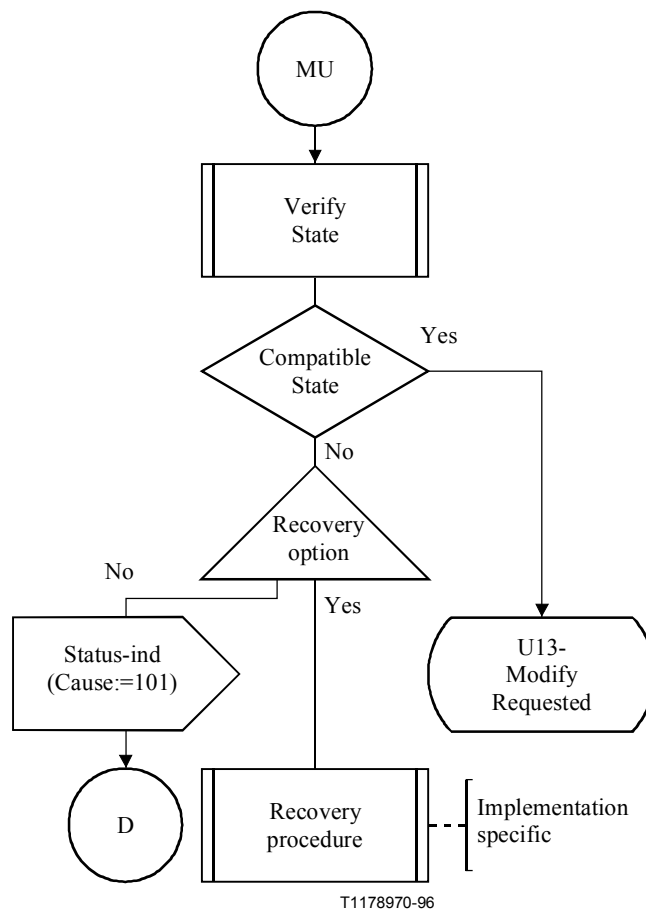 MU
Verify
State
Compatible
State
Yes
No
Recovery
option
No
Yes
Status-ind
(Cause:=101)
U13-
Modify
Requested
D
Recovery
procedure
Implementation
specific
T1178970-96